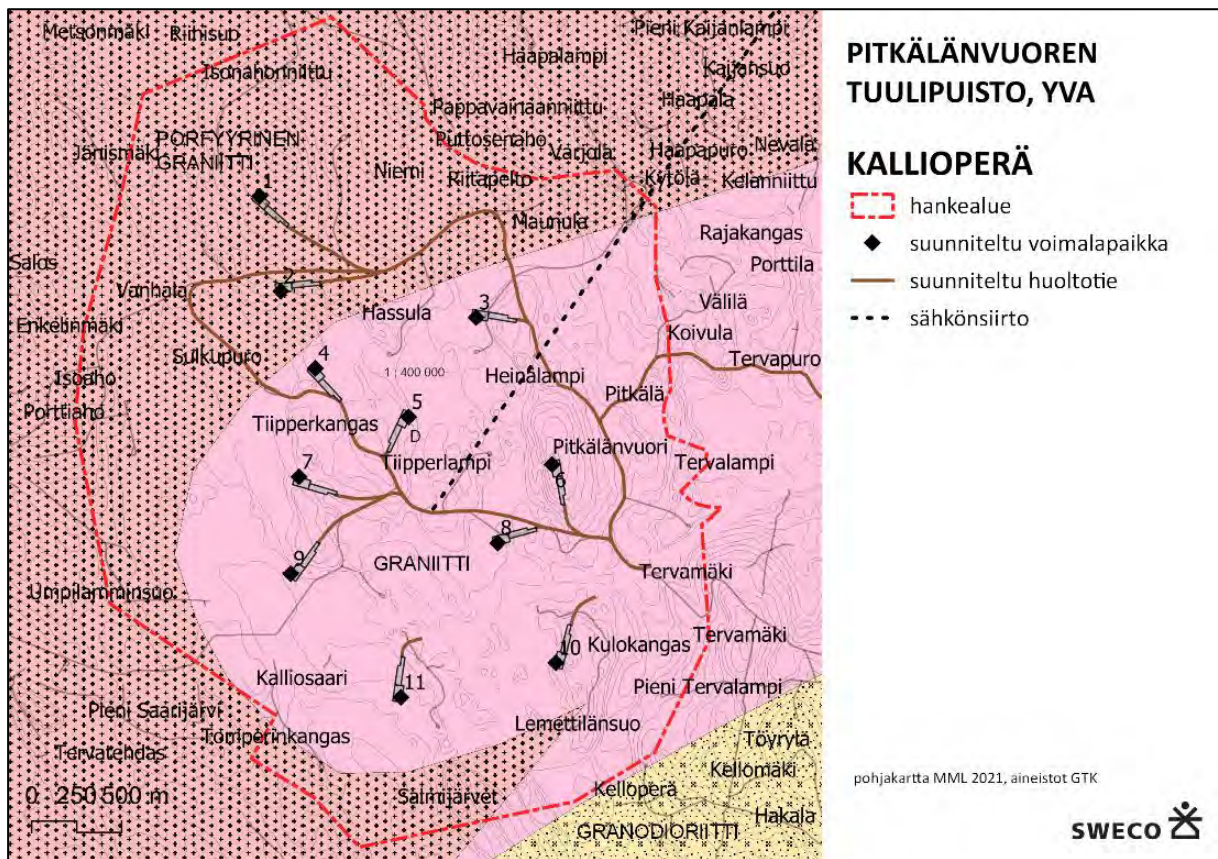 Metsonmäki
Riihisuo
Pieni Kaijanlampi
Isonahonniittu
Haapalampi
Kaijansuo
Haapala
Pappavainaanniittu
PORFYYRINEN
GRANIITTI
Jänismäki
Puttosenaho
Varjola
Haapapuro
Nevala
Niemi
Riitapelto
Kytölä
Kelanniittu
1
Maunula
Rajakangas
Salos
Porttila
Vanhala
2
Hassula
3
Välilä
Enkelinmäki
Koivula
Sulkupuro
Tervapuro
4
1 : 400 000
Heinälampi
Isoaho
Pitkälä
Porttiaho
5
D
Tiipperkangas
Tiipperlampi
Pitkälänvuori
Tervalampi
7
6
8
9
GRANIITTI
Tervamäki
Umpilamminsuo
10
Kulokangas
Tervamäki
Kalliosaari
11
Pieni Tervalampi
Pieni Saarijärvi
Lemettilänsuo
Tomperinkangas
Töyrylä
Tervatehdas
Kellomäki
0 250 500 m
Salmijärvet
Kelloperä
Hakala
GRANODIORIITTI
PITKÄLÄNVUOREN
TUULIPUISTO, YVA
KALLIOPERÄ
hankealue
suunniteltu voimalapaikka
suunniteltu huoltotie
sähkönsiirto
pohjakartta MML 2021, aineistot GTK
SWECO